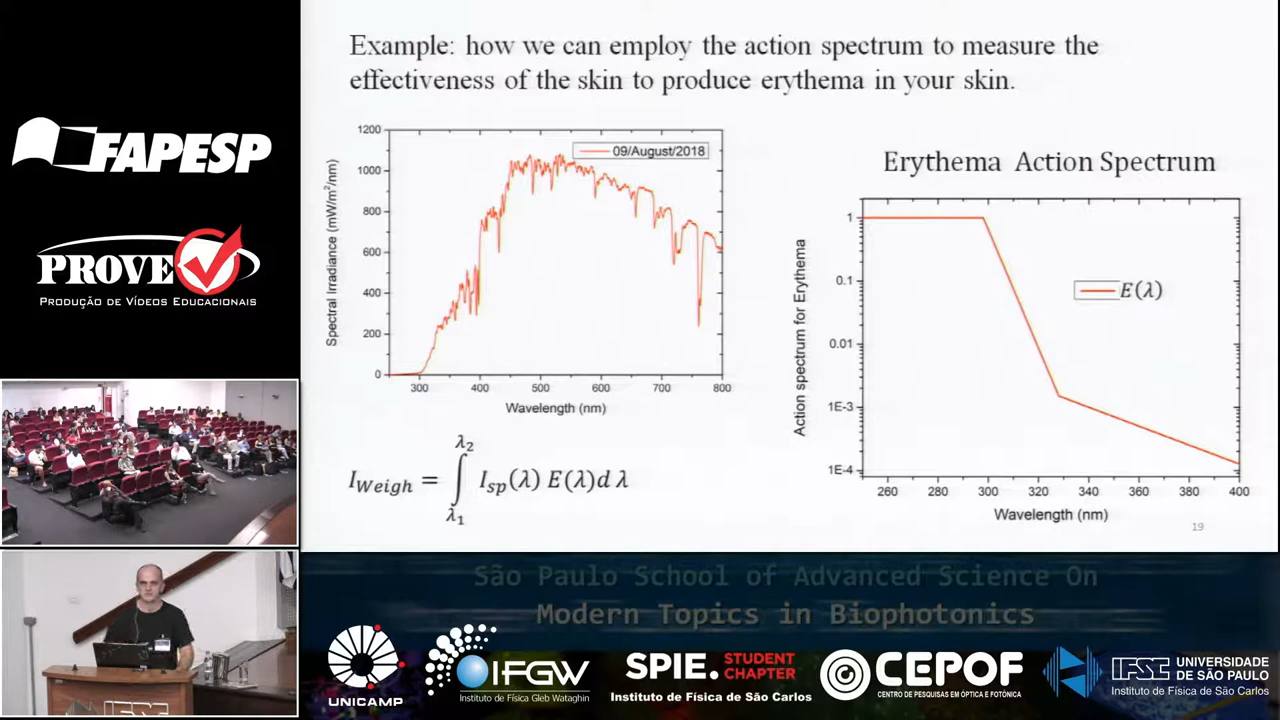 Example: how we can employ the action spectrum to measure the
effectiveness of the skin to produce erythema in your skin.
FAPESP
PROVE
PRODUÇÃO DE VÍDEOS EDUCACIONAIS
1200
1000
800
600
400
200
0
Spectral Irradiance (mW/m²/nm)
09/August/2018
300 400 500 600 700 800
Wavelength (nm)
Erythema Action Spectrum
1
0.1
0.01
1E-3
1E-4
Action spectrum for Erythema
E(λ)
260 280 300 320 340 360 380 400
Wavelength (nm)
I_Weigh = ∫_λ₁^λ₂ I_sp(λ) E(λ)d λ
19
São Paulo School of Advanced Science On
Modern Topics in Biophotonics
UNICAMP
IFGW
Instituto de Física Gleb Wataghin
SPIE. STUDENT
CHAPTER
Instituto de Física de São Carlos
CEPOF
CENTRO DE PESQUISAS EM ÓPTICA E FOTÔNICA
IFSC UNIVERSIDADE
DE SÃO PAULO
Instituto de Física de São Carlos
IFSC